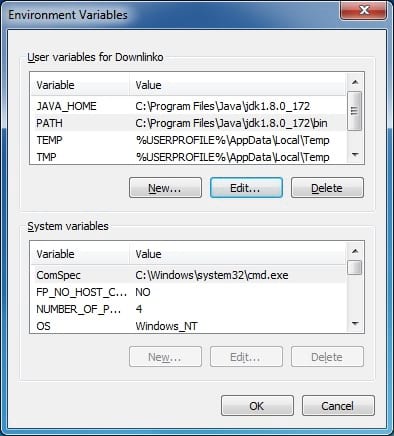 Environment Variables
User variables for Downlinko
Variable Value
JAVA_HOME C:\Program Files\Java\jdk1.8.0_172
PATH C:\Program Files\Java\jdk1.8.0_172\bin
TEMP %USERPROFILE%\AppData\Local\Temp
TMP %USERPROFILE%\AppData\Local\Temp
New... Edit... Delete
System variables
Variable Value
ComSpec C:\Windows\system32\cmd.exe
FP_NO_HOST_C... NO
NUMBER_OF_P... 4
OS Windows_NT
New... Edit... Delete
OK Cancel